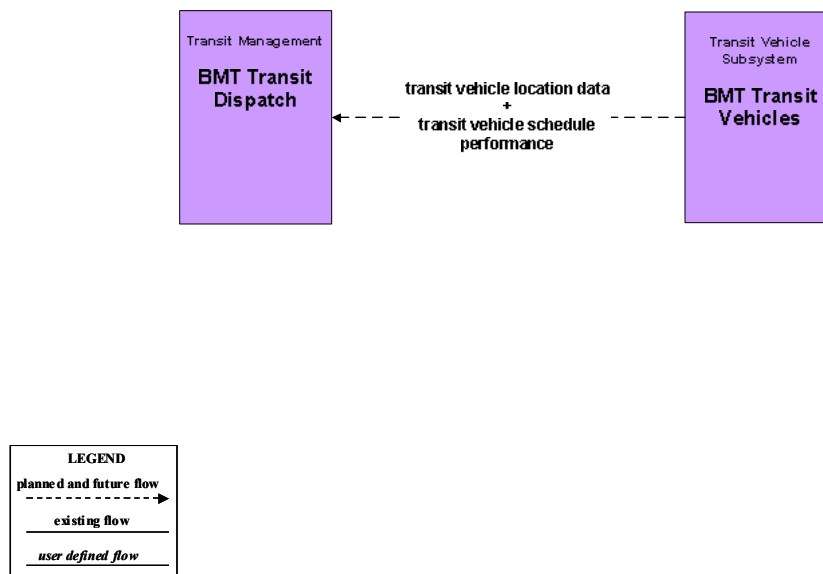 Transit Management
BMT Transit
Dispatch
transit vehicle location data
+
transit vehicle schedule
performance
Transit Vehicle
Subsystem
BMT Transit
Vehicles
LEGEND
planned and future flow
existing flow
user defined flow